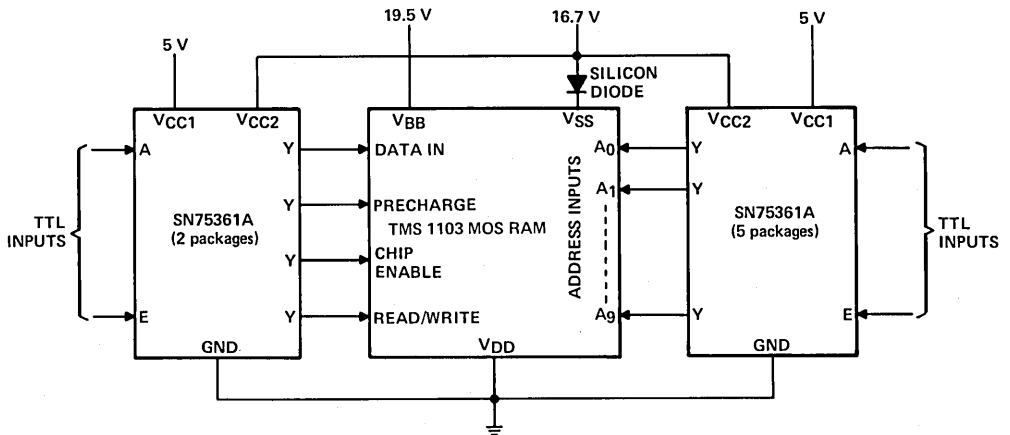 19.5 V
16.7 V
5 V
5 V
SILICON
DIODE
VCC1
VCC2
VBB
VSS
VCC2
VCC1
A
Y
DATA IN
A0
Y
A
Y
PRECHARGE
A1
Y
TTL
INPUTS
SN75361A
(2 packages)
TMS 1103 MOS RAM
ADDRESS INPUTS
SN75361A
(5 packages)
TTL
INPUTS
Y
CHIP
ENABLE
E
Y
READ/WRITE
A9
Y
E
GND
VDD
GND